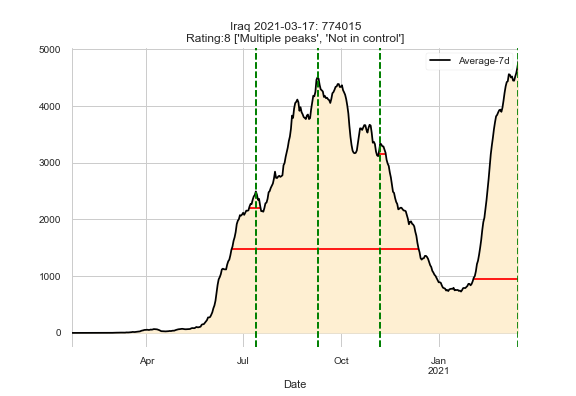 Iraq 2021-03-17: 774015
Rating:8 ['Multiple peaks', 'Not in control']
Average-7d
5000
4000
3000
2000
1000
0
Apr
Jul
Oct
Jan
2021
Date